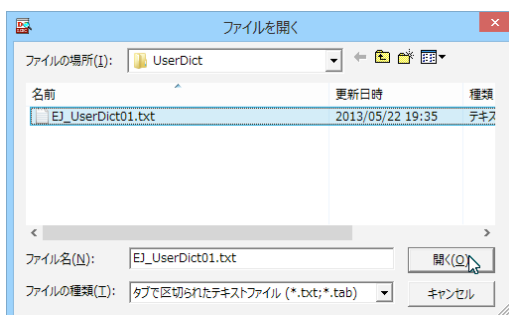 ファイルを開く
ファイルの場所(I): UserDict
名前 更新日時 種類
EJ_UserDict01.txt 2013/05/22 19:35 テキス
ファイル名(N): EJ_UserDict01.txt 開く(O)
ファイルの種類(T): タブで区切られたテキストファイル (*.txt;*.tab) キャンセル